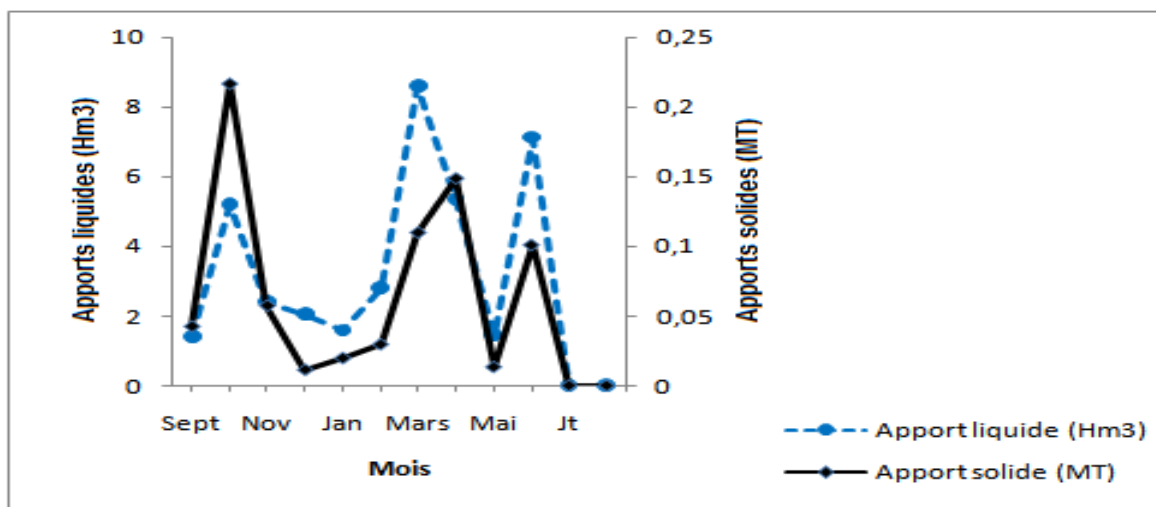 Apports liquides (Hm3)
10
8
6
4
2
0
0,25
0,2
0,15
0,1
0,05
0
Apports solides (MT)
Sept Nov Jan Mars Mai Jt
Mois
Apport liquide (Hm3)
Apport solide (MT)